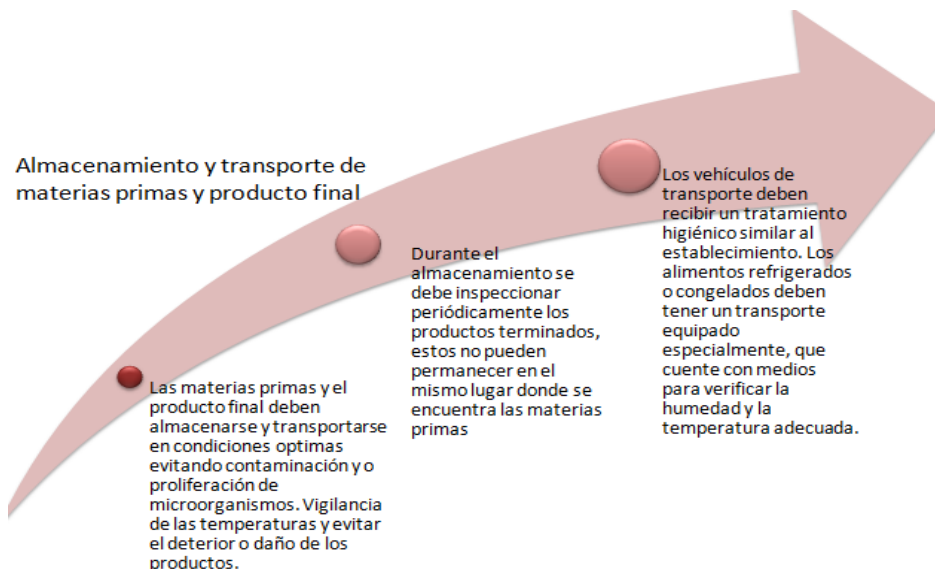 Almacenamiento y transporte de
materias primas y producto final
Las materias primas y el
producto final deben
almacenarse y transportarse
en condiciones optimas
evitando contaminación y o
proliferación de
microorganismos. Vigilancia
de las temperaturas y evitar
el deterior o daño de los
productos.
Durante el
almacenamiento se
debe inspeccionar
periódicamente los
productos terminados,
estos no pueden
permanecer en el
mismo lugar donde se
encuentra las materias
primas
Los vehículos de
transporte deben
recibir un tratamiento
higiénico similar al
establecimiento. Los
alimentos refrigerados
o congelados deben
tener un transporte
equipado
especialmente, que
cuente con medios
para verificar la
humedad y la
temperatura adecuada.